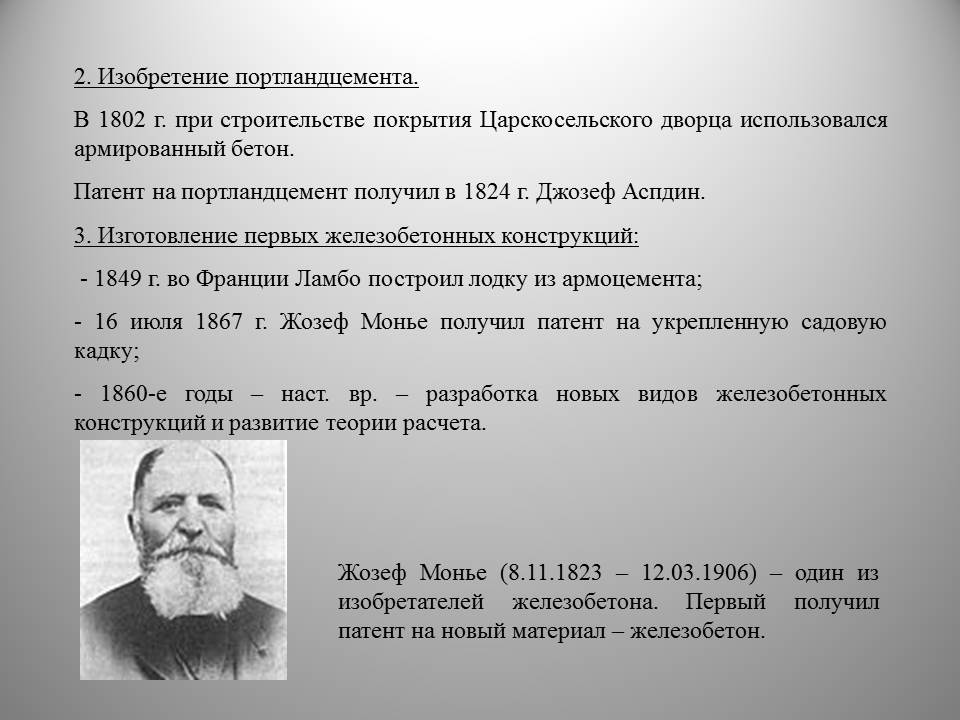 2. Изобретение портландцемента.
В 1802 г. при строительстве покрытия Царскосельского дворца использовался
армированный бетон.
Патент на портландцемент получил в 1824 г. Джозеф Аспдин.
3. Изготовление первых железобетонных конструкций:
- 1849 г. во Франции Ламбо построил лодку из армоцемента;
- 16 июля 1867 г. Жозеф Монье получил патент на укрепленную садовую
кадку;
- 1860-е годы – наст. вр. – разработка новых видов железобетонных
конструкций и развитие теории расчета.
Жозеф Монье (8.11.1823 – 12.03.1906) – один из
изобретателей железобетона. Первый получил
патент на новый материал – железобетон.